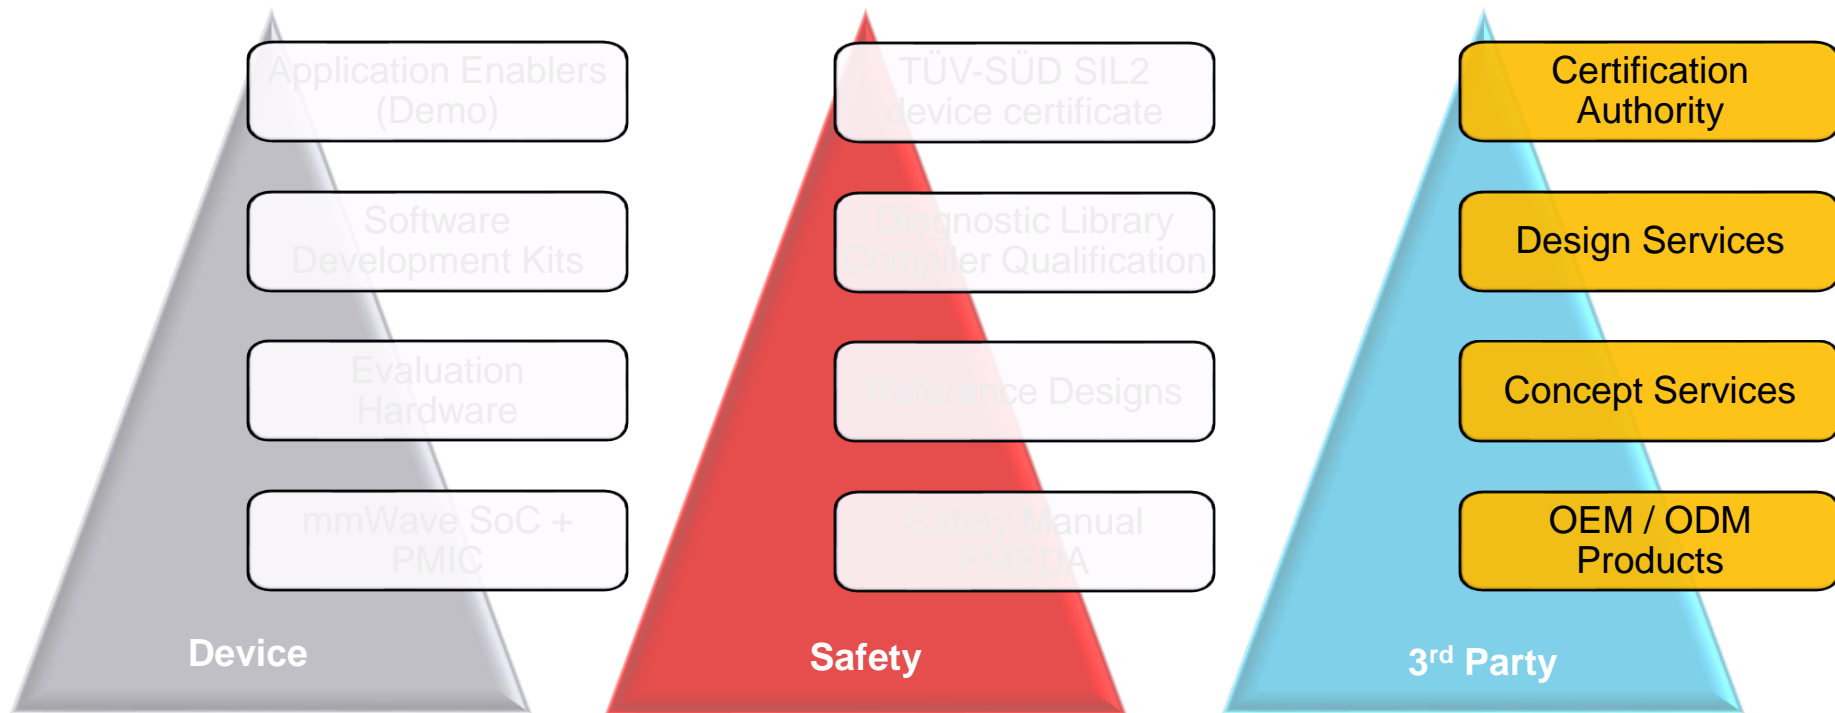 Application Enablers
(Demo)
Software
Development Kits
Evaluation
Hardware
mmWave SoC +
PMIC
Device
TÜV-SÜD SIL2
device certificate
Diagnostic Library
Compiler Qualification
Reference Designs
Safety Manual
FMEDA
Safety
Certification
Authority
Design Services
Concept Services
OEM / ODM
Products
3rd Party